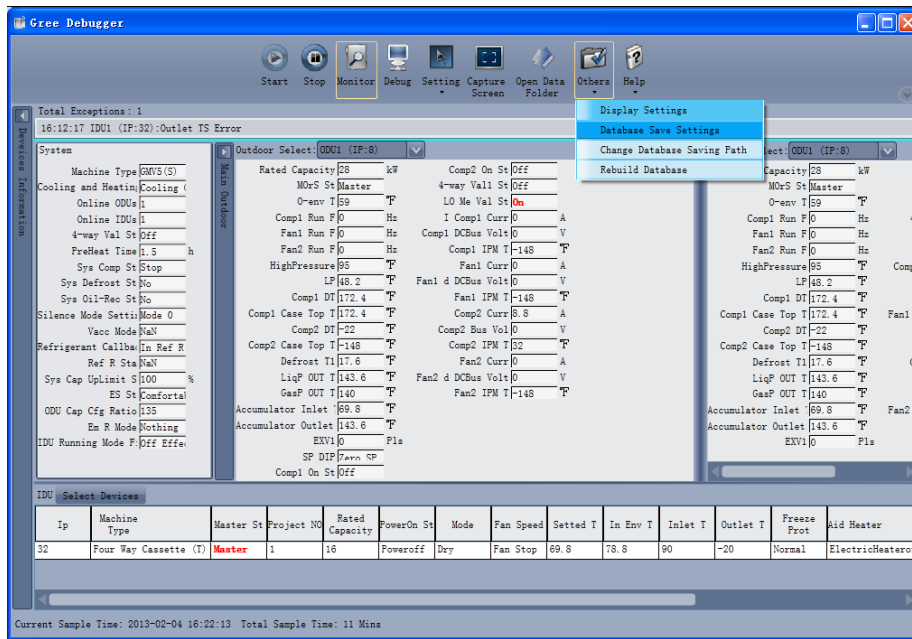 Gree Debugger
Start Stop Monitor Debug Setting Capture Screen Open Data Folder Others Help
Display Settings
Database Save Settings
Change Database Saving Path
Rebuild Database
Total Exceptions: 1
16:12:17 IDU1 (IP:32):Outlet TS Error
Deveices Information
System
Machine Type GMV5(S)
Cooling and Heatin Cooling (
Online ODUs 1
Online IDUs 1
4-way Val St Off
PreHeat Time 1.5 h
Sys Comp St Stop
Sys Defrost St No
Sys Oil-Rec St No
Silence Mode Setti Mode 0
Vacc Mode NaN
Refrigerant Callba In Ref R
Ref R Sta NaN
Sys Cap UpLimit S 100 %
ES St Comforta
ODU Cap Cfg Ratio 135
Em R Mode Nothing
IDU Running Mode F: Off Effe
Main Outdoor
Outdoor Select: ODU1 (IP:8)
Rated Capacity 28 kW
MOrS St Master
O-env T 59 °F
Comp1 Run F 0 Hz
Fan1 Run F 0 Hz
Fan2 Run F 0 Hz
HighPressure 95 °F
LP 48.2 °F
Comp1 DT 172.4 °F
Comp1 Case Top T 172.4 °F
Comp2 DT -22 °F
Comp2 Case Top T -148 °F
Defrost T1 17.6 °F
LiqP OUT T 143.6 °F
GasP OUT T 140 °F
Accumulator Inlet 69.8 °F
Accumulator Outlet 143.6 °F
EXV1 0 Pls
SP DIP Zero SP
Comp1 On St Off
Comp2 On St Off
4-way Val1 St Off
LO Me Val St On
I Comp1 Curr 0 A
Comp1 DCBus Volt 0 V
Comp1 IPM T -148 °F
Fan1 Curr 0 A
Fan1 d DCBus Volt 0 V
Fan1 IPM T -148 °F
Comp2 Curr 8.8 A
Comp2 Bus Vol 0 V
Comp2 IPM T 32 °F
Fan2 Curr 0 A
Fan2 d DCBus Volt 0 V
Fan2 IPM T -148 °F
lect: ODU1 (IP:8)
Capacity 28 kW
MOrS St Master
O-env T 59 °F
Comp1 Run F 0 Hz
Fan1 Run F 0 Hz
Fan2 Run F 0 Hz
HighPressure 95 °F
LP 48.2 °F
Comp1 DT 172.4 °F
Comp1 Case Top T 172.4 °F
Comp2 DT -22 °F
Comp2 Case Top T -148 °F
Defrost T1 17.6 °F
LiqP OUT T 143.6 °F
GasP OUT T 140 °F
Accumulator Inlet 69.8 °F
Accumulator Outlet 143.6 °F
EXV1 0 Pls
Comp
Fan1
Fan2
IDU Select Devices
Ip Machine Type Master St Project NO Rated Capacity PowerOn St Mode Fan Speed Setted T In Env T Inlet T Outlet T Freeze Prot Aid Heater
32 Four Way Cassette (T) Master 1 16 Poweroff Dry Fan Stop 69.8 78.8 90 -20 Normal ElectricHeatero
Current Sample Time: 2013-02-04 16:22:13 Total Sample Time: 11 Mins